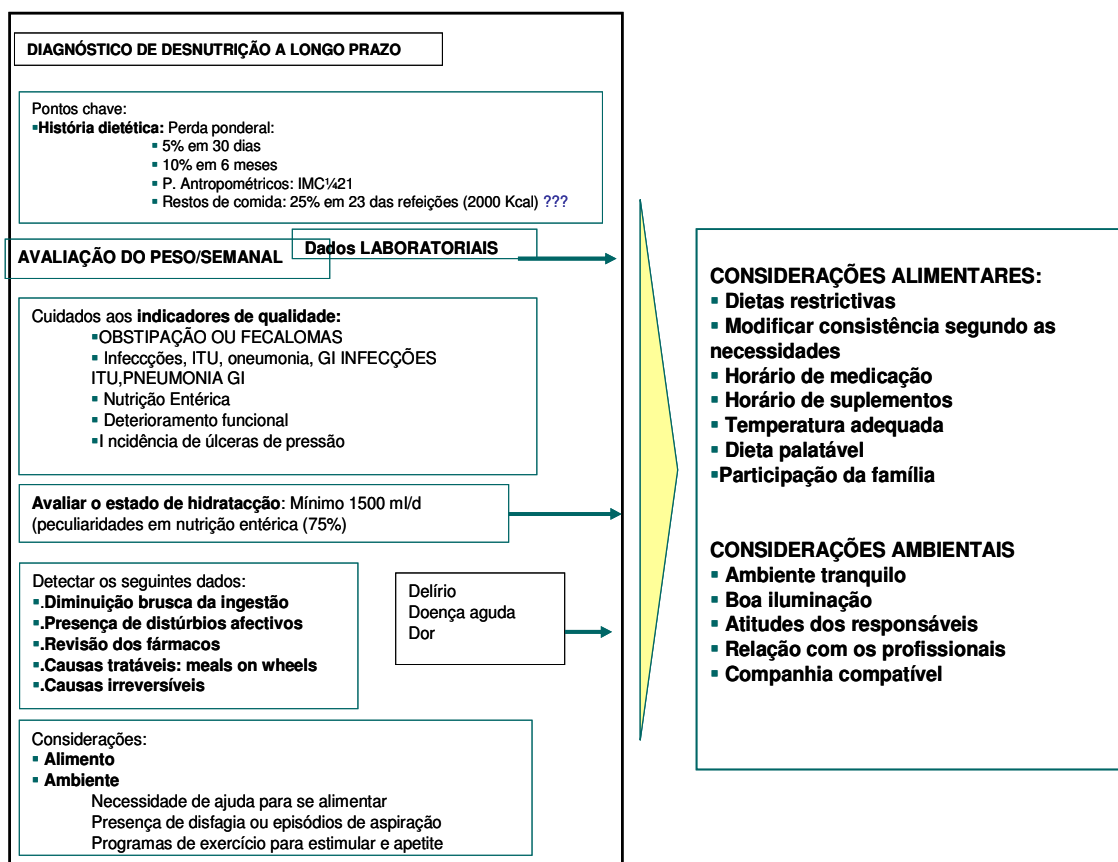 DIAGNÓSTICO DE DESNUTRIÇÃO A LONGO PRAZO
Pontos chave:
▪História dietética: Perda ponderal:
▪ 5% em 30 dias
▪ 10% em 6 meses
▪ P. Antropométricos: IMC¼21
▪ Restos de comida: 25% em 23 das refeições (2000 Kcal) ???
Dados LABORATORIAIS
AVALIAÇÃO DO PESO/SEMANAL
Cuidados aos indicadores de qualidade:
▪OBSTIPAÇÃO OU FECALOMAS
▪ Infeccções, ITU, oneumonia, GI INFECÇÕES
ITU,PNEUMONIA GI
▪ Nutrição Entérica
▪ Deterioramento funcional
▪I ncidência de úlceras de pressão
Avaliar o estado de hidratacção: Mínimo 1500 ml/d
(peculiaridades em nutrição entérica (75%)
Detectar os seguintes dados:
▪.Diminuição brusca da ingestão
▪.Presença de distúrbios afectivos
▪.Revisão dos fármacos
▪.Causas tratáveis: meals on wheels
▪.Causas irreversíveis
Delírio
Doença aguda
Dor
Considerações:
▪ Alimento
▪ Ambiente
Necessidade de ajuda para se alimentar
Presença de disfagia ou episódios de aspiração
Programas de exercício para estimular e apetite
CONSIDERAÇÕES ALIMENTARES:
▪ Dietas restrictivas
▪ Modificar consistência segundo as
necessidades
▪ Horário de medicação
▪ Horário de suplementos
▪ Temperatura adequada
▪ Dieta palatável
▪Participação da família
CONSIDERAÇÕES AMBIENTAIS
▪ Ambiente tranquilo
▪ Boa iluminação
▪ Atitudes dos responsáveis
▪ Relação com os profissionais
▪ Companhia compatível